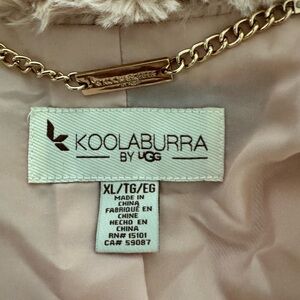 KOOLABURRA
BY UGG
XL/TG/EG
MADE IN
CHINA
FABRIQUÉ EN
CHINE
HECHO EN
CHINA
RN# 15101
CA# 59087